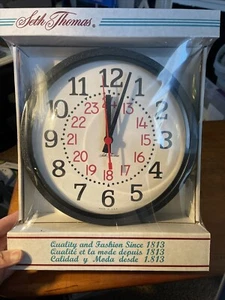 Seth Thomas®
12
11 1
23 13
10 2
22 14
9 21 15 3
20 16
8 4
19 17
18
7 5
6
Quality and Fashion Since 1813
Qualité et la mode depuis 1813
Calidad y Moda desde 1.813